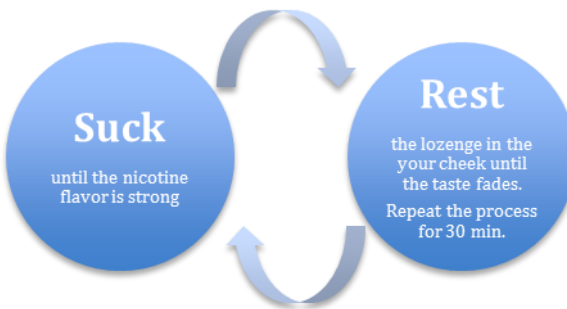 Suck
until the nicotine
flavor is strong
Rest
the lozenge in the
your cheek until
the taste fades.
Repeat the process
for 30 min.